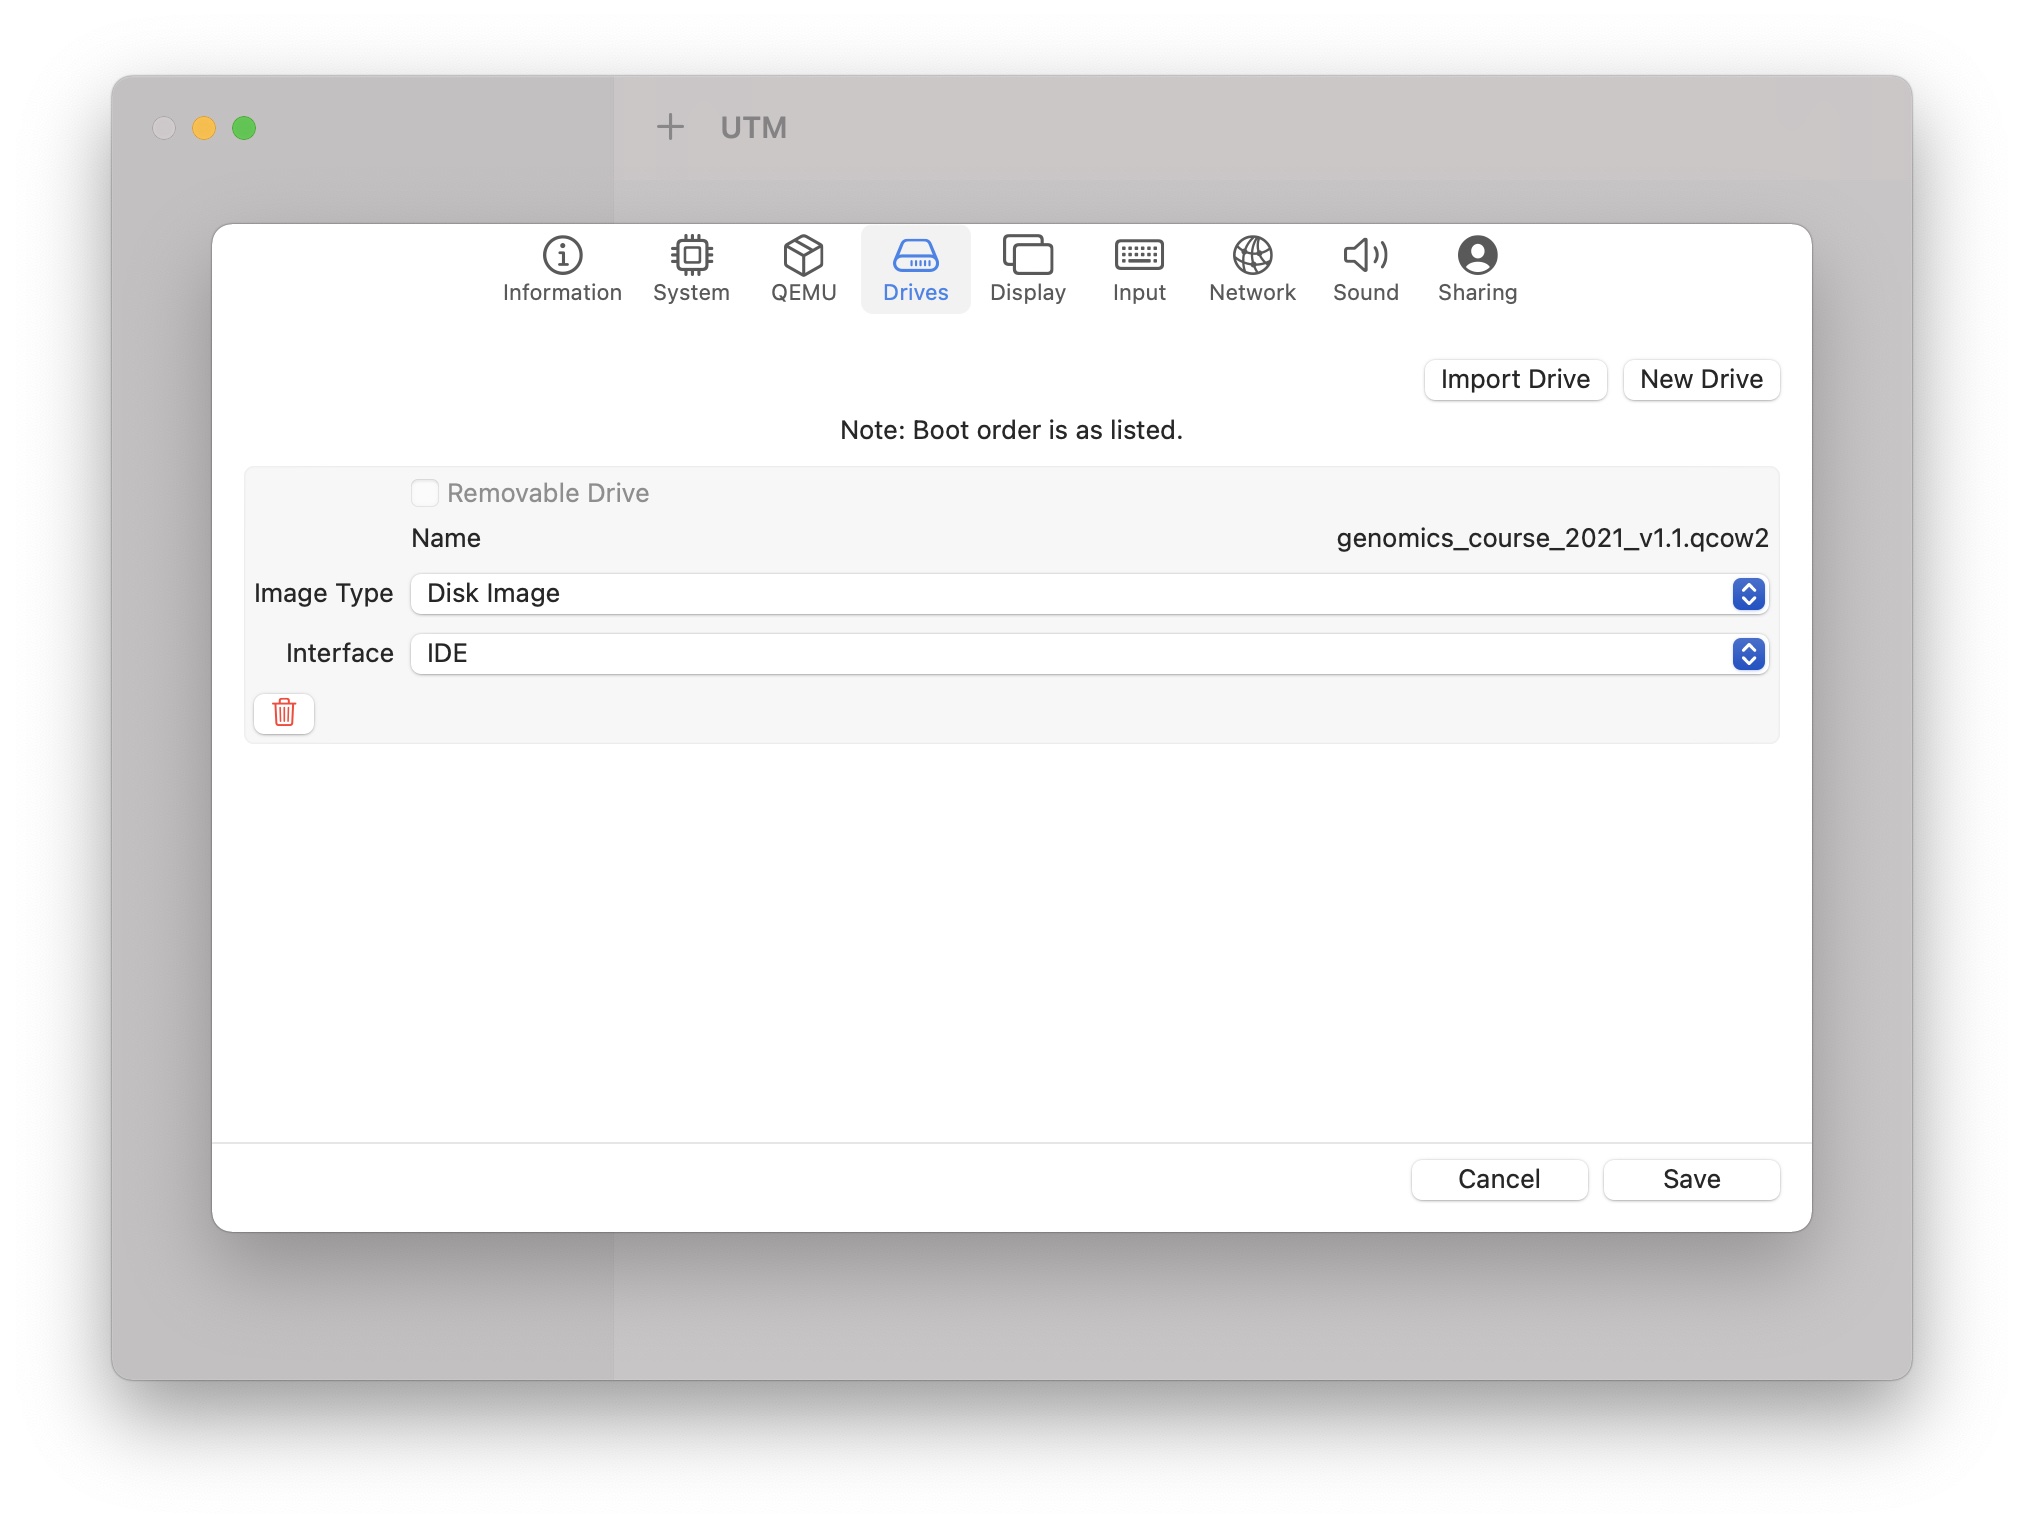 UTM
Information System QEMU Drives Display Input Network Sound Sharing
Import Drive New Drive
Note: Boot order is as listed.
Removable Drive
Name genomics_course_2021_v1.1.qcow2
Image Type Disk Image
Interface IDE
Cancel Save